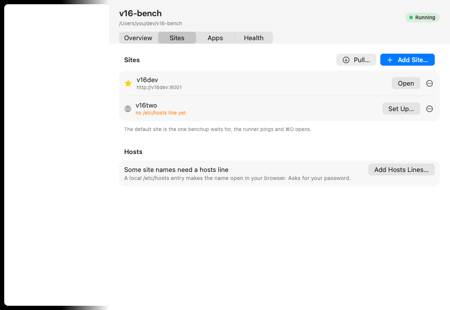 v16-bench
/Users/you/dev/v16-bench
Running
Overview
Sites
Apps
Health
Sites
Pull...
+ Add Site...
v16dev
http://v16dev:8001
Open
v16two
no /etc/hosts line yet
Set Up...
The default site is the one benchup waits for, the runner pings and ⌘O opens.
Hosts
Some site names need a hosts line
A local /etc/hosts entry makes the name open in your browser. Asks for your password.
Add Hosts Lines...